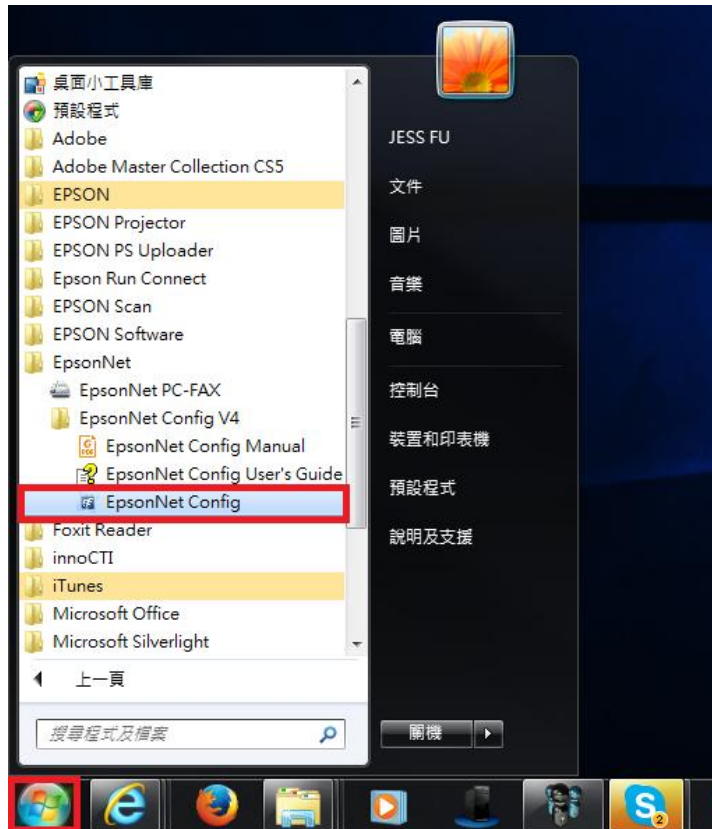 桌面小工具庫
預設程式
Adobe
Adobe Master Collection CS5
EPSON
EPSON Projector
EPSON PS Uploader
Epson Run Connect
EPSON Scan
EPSON Software
EpsonNet
EpsonNet PC-FAX
EpsonNet Config V4
EpsonNet Config Manual
EpsonNet Config User's Guide
EpsonNet Config
Foxit Reader
innoCTI
iTunes
Microsoft Office
Microsoft Silverlight
上一頁
搜尋程式及檔案
JESS FU
文件
圖片
音樂
電腦
控制台
裝置和印表機
預設程式
說明及支援
關機
S
2